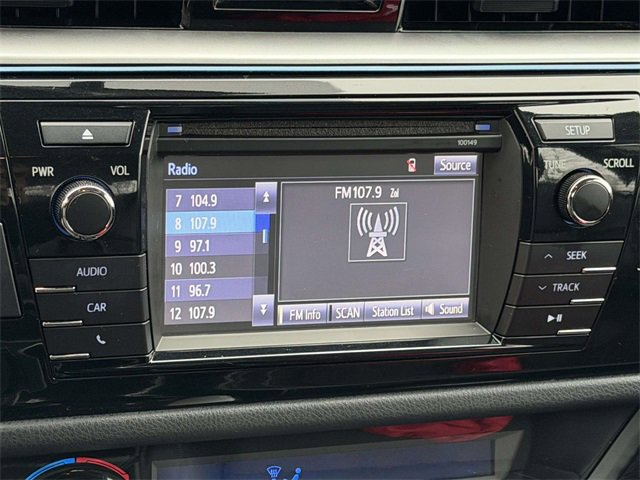 100149
SETUP
PWR VOL
TUNE SCROLL
Radio
Source
7 104.9
8 107.9
9 97.1
10 100.3
11 96.7
12 107.9
FM107.9 Zol
FM Info SCAN Station List Sound
AUDIO
CAR
SEEK
TRACK